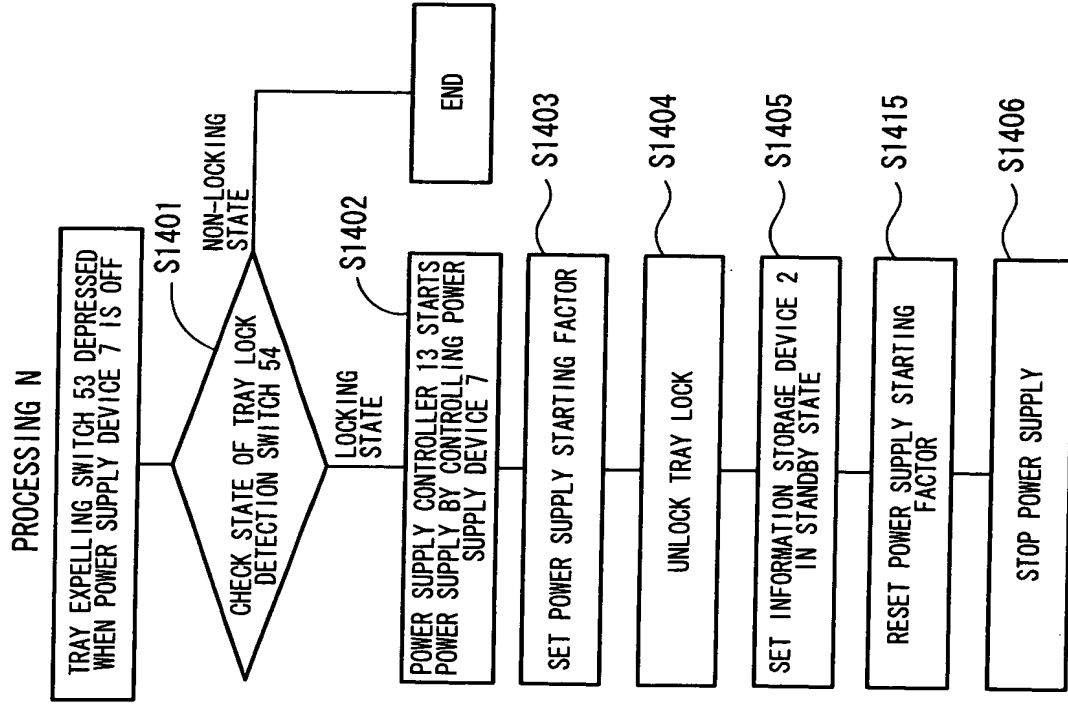 PROCESSING N
TRAY EXPELLING SWITCH 53 DEPRESSED
WHEN POWER SUPPLY DEVICE 7 IS OFF
S1401
CHECK STATE OF TRAY LOCK
DETECTION SWITCH 54
NON-LOCKING
STATE
END
LOCKING
STATE
S1402
POWER SUPPLY CONTROLLER 13 STARTS
POWER SUPPLY BY CONTROLLING POWER
SUPPLY DEVICE 7
S1403
SET POWER SUPPLY STARTING FACTOR
S1404
UNLOCK TRAY LOCK
S1405
SET INFORMATION STORAGE DEVICE 2
IN STANDBY STATE
S1415
RESET POWER SUPPLY STARTING
FACTOR
S1406
STOP POWER SUPPLY